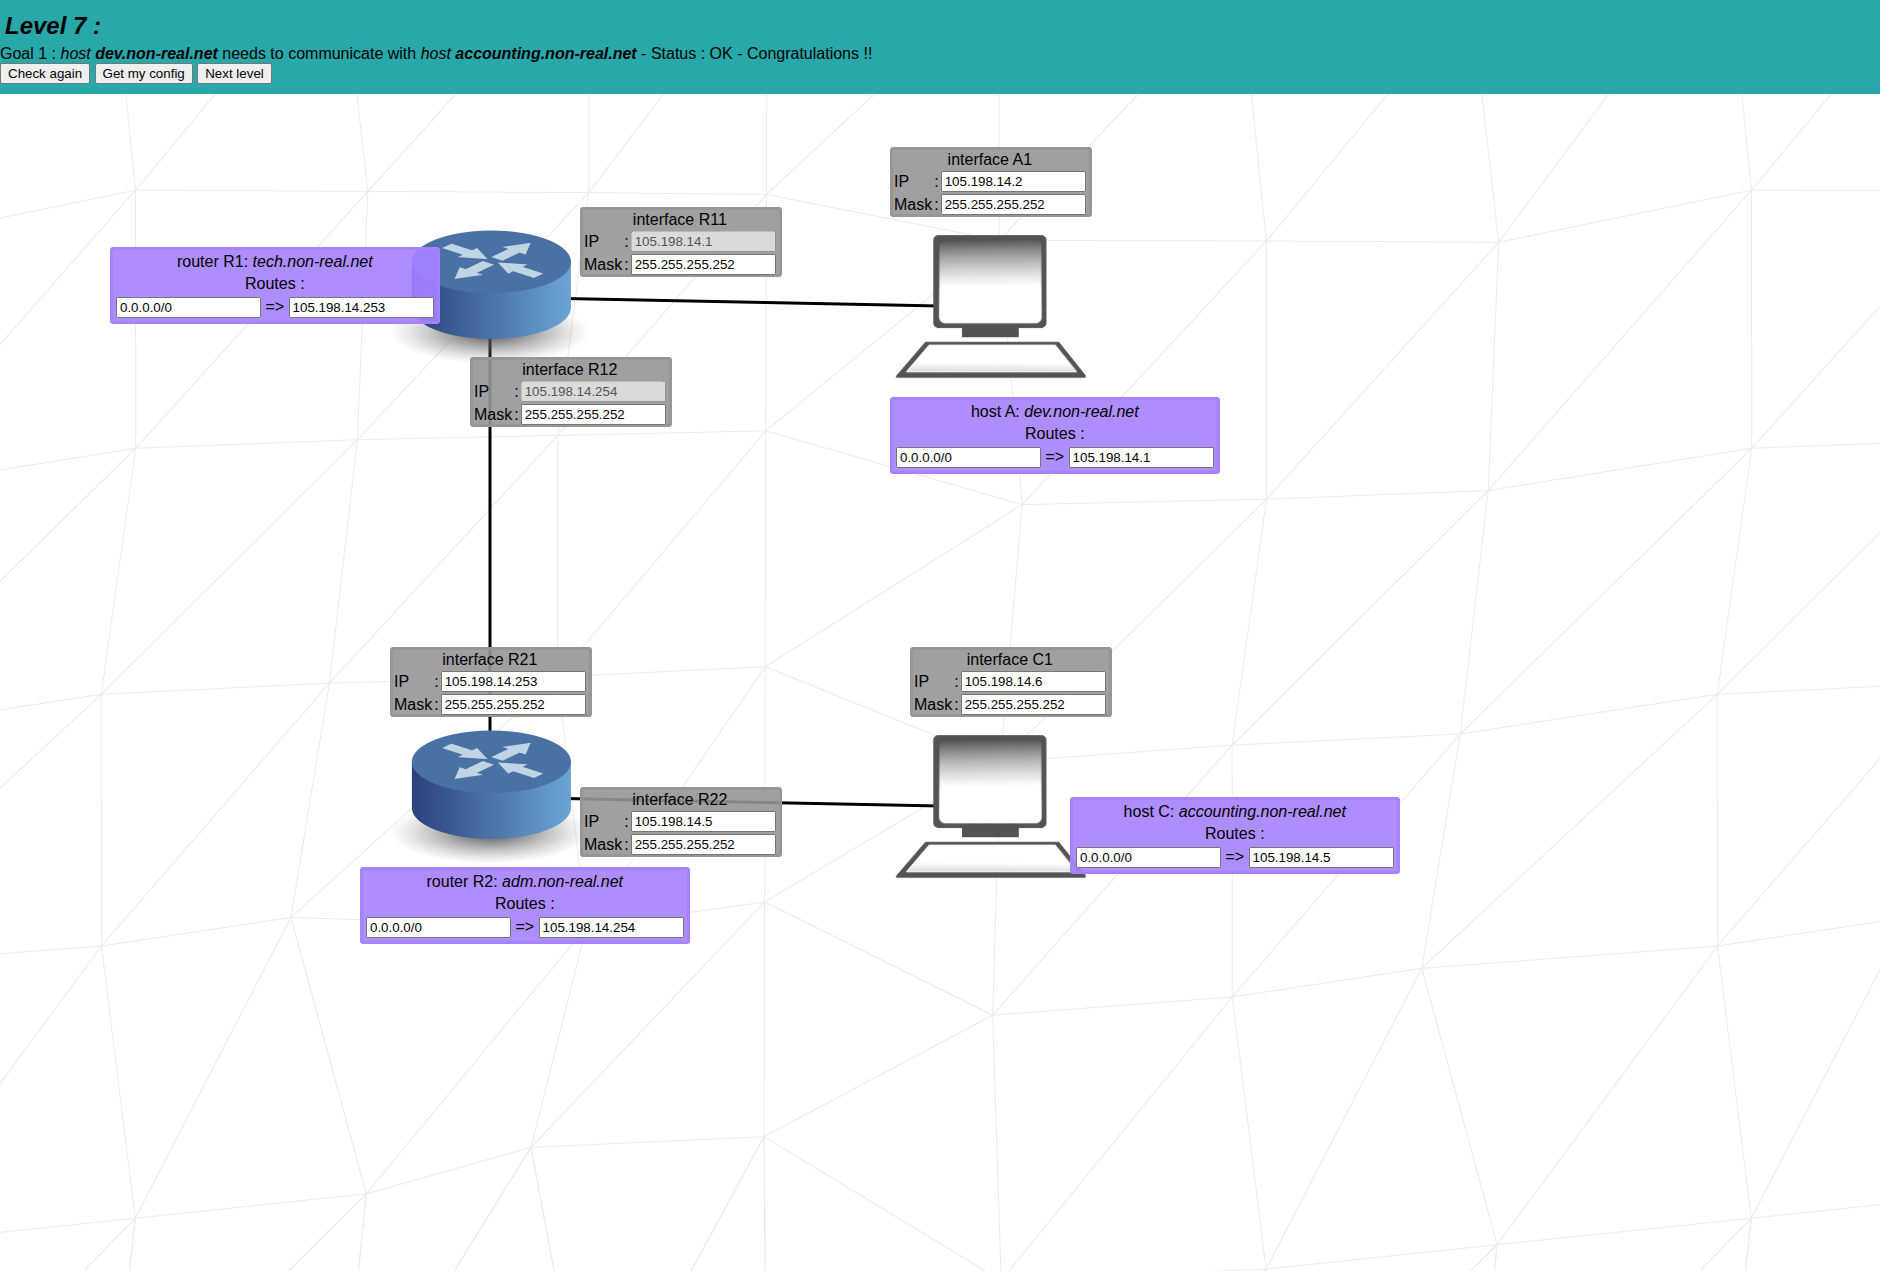 Level 7 :
Goal 1 : host dev.non-real.net needs to communicate with host accounting.non-real.net - Status : OK - Congratulations !!
Check again Get my config Next level
interface A1
IP : 105.198.14.2
Mask : 255.255.255.252
interface R11
IP : 105.198.14.1
Mask : 255.255.255.252
router R1: tech.non-real.net
Routes :
0.0.0.0/0 => 105.198.14.253
interface R12
IP : 105.198.14.254
Mask : 255.255.255.252
host A: dev.non-real.net
Routes :
0.0.0.0/0 => 105.198.14.1
interface R21
IP : 105.198.14.253
Mask : 255.255.255.252
interface C1
IP : 105.198.14.6
Mask : 255.255.255.252
interface R22
IP : 105.198.14.5
Mask : 255.255.255.252
host C: accounting.non-real.net
Routes :
0.0.0.0/0 => 105.198.14.5
router R2: adm.non-real.net
Routes :
0.0.0.0/0 => 105.198.14.254